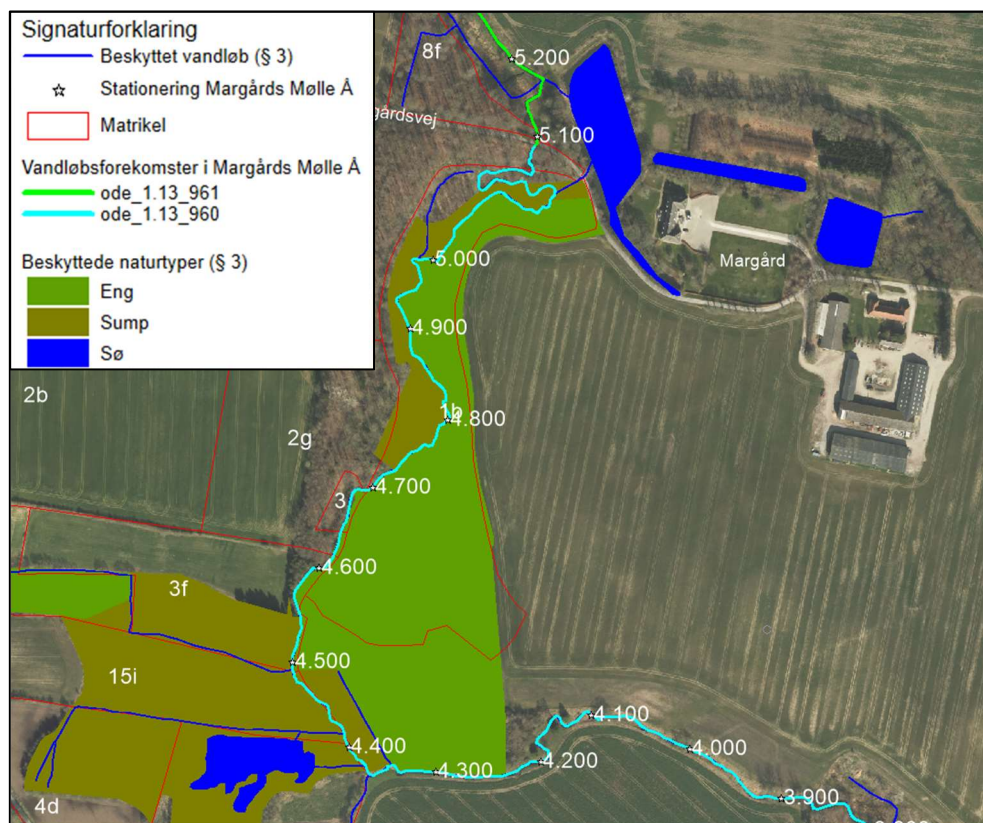 Signaturforklaring
Beskyttet vandløb (§ 3)
Stationering Margårds Mølle Å
Matrikel
Vandløbsforekomster i Margårds Mølle Å
ode_1.13_961
ode_1.13_960
Beskyttede naturtyper (§ 3)
Eng
Sump
Sø
8f
5.200
gårdsvej
5.100
Margård
5.000
4.900
2b
1b
4.800
2g
4.700
3
4.600
3f
4.500
15i
4.400
4.300
4.200
4.100
4.000
3.900
4d